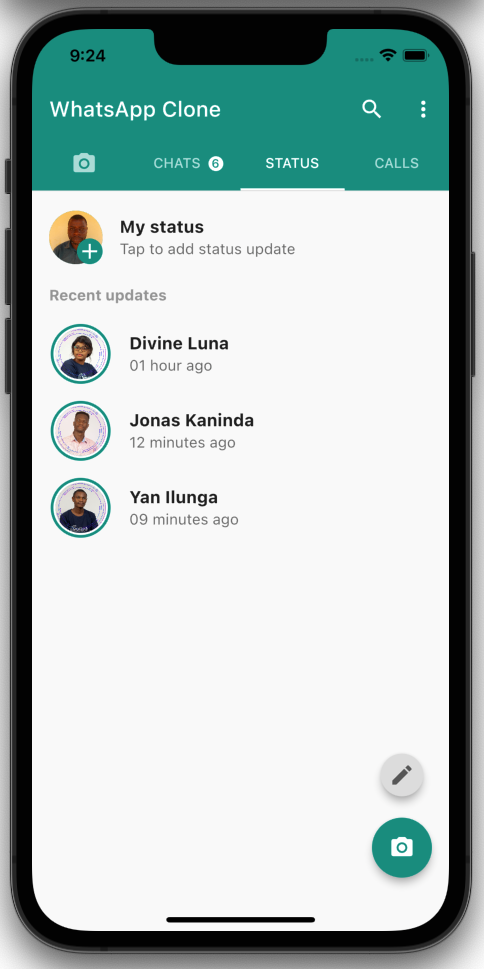 9:24
WhatsApp Clone
CHATS 6 STATUS CALLS
My status
Tap to add status update
Recent updates
Divine Luna
01 hour ago
Jonas Kaninda
12 minutes ago
Yan Ilunga
09 minutes ago